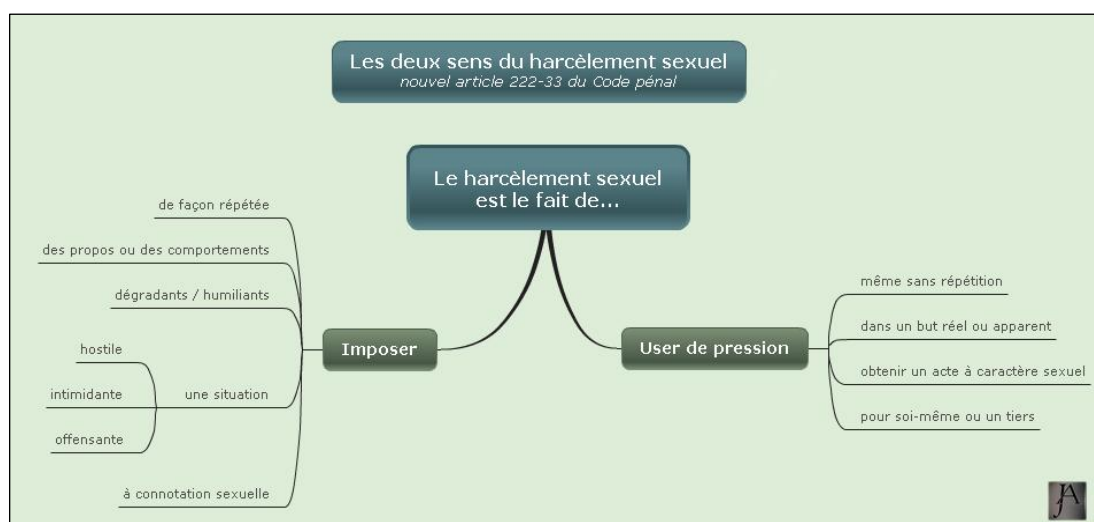 Les deux sens du harcèlement sexuel
nouvel article 222-33 du Code pénal
Le harcèlement sexuel
est le fait de...
Imposer
de façon répétée
des propos ou des comportements
dégradants / humiliants
une situation
hostile
intimidante
offensante
à connotation sexuelle
User de pression
même sans répétition
dans un but réel ou apparent
obtenir un acte à caractère sexuel
pour soi-même ou un tiers
JA